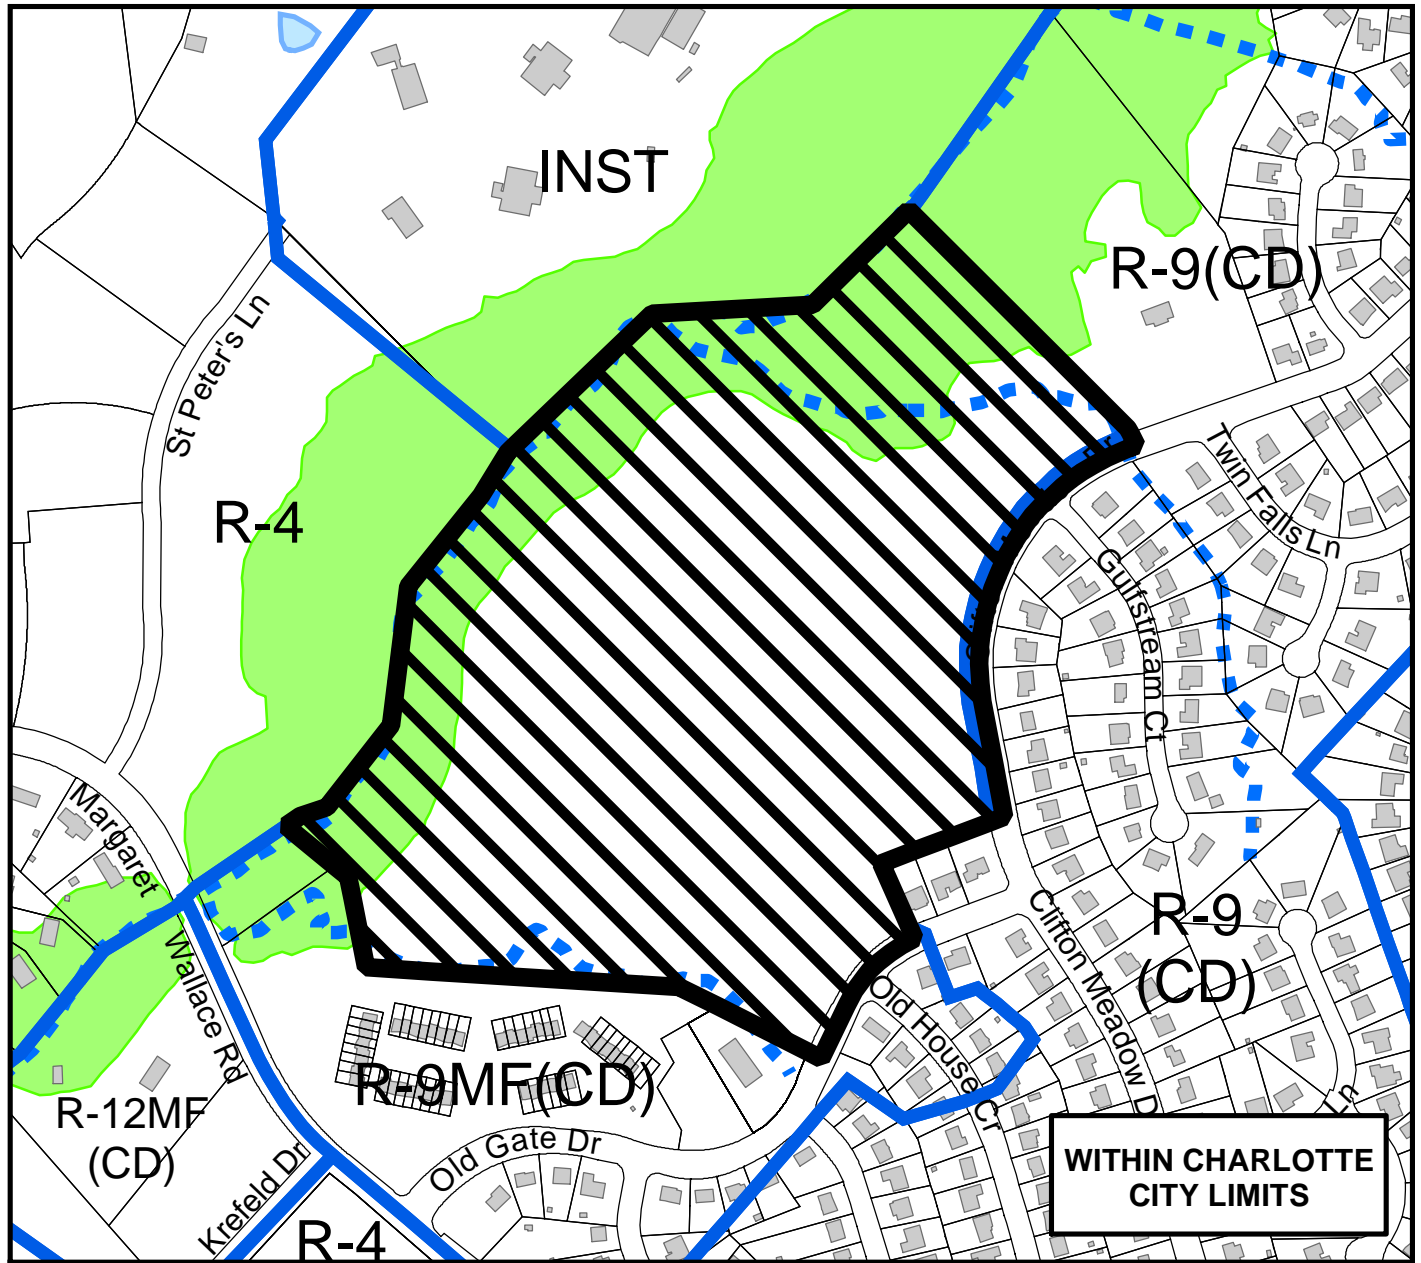 INST
R-9(CD)
St Peter's Ln
Twin Falls Ln
R-4
Gulfstream Ct
Margaret
Wallace Rd
Clifton Meadow D
R-9
(CD)
Old House Cr
R-9MF(CD)
R-12MF
(CD)
Old Gate Dr
Krefeld Dr
Ln
R-4
WITHIN CHARLOTTE
CITY LIMITS